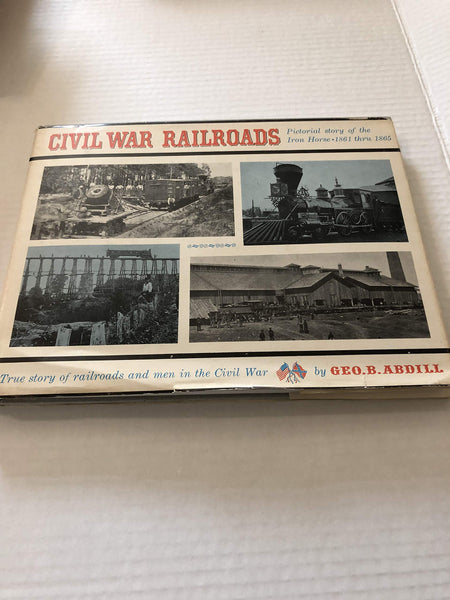 CIVIL WAR RAILROADS
Pictorial story of the
Iron Horse • 1861 thru 1865
True story of railroads and men in the Civil War
by GEO. B. ABDILL